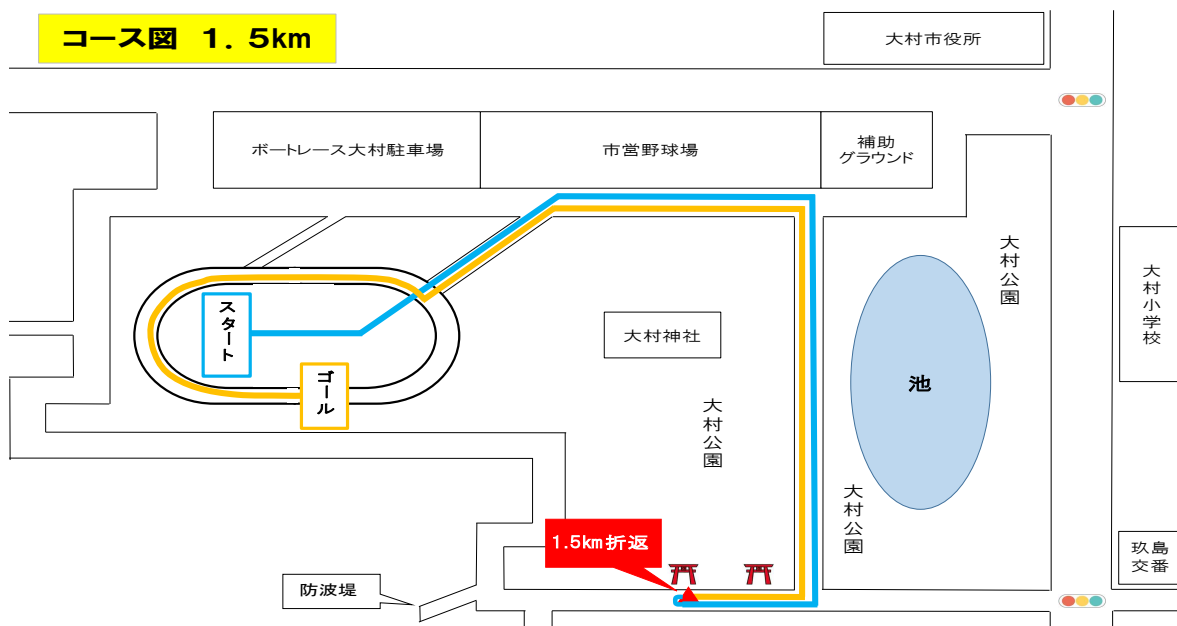 コース図 1.5km
大村市役所
ボートレース大村駐車場
市営野球場
補助
グラウンド
大村公園
大村小学校
スタート
大村神社
池
ゴール
大村公園
大村公園
1.5km折返
玖島
交番
防波堤